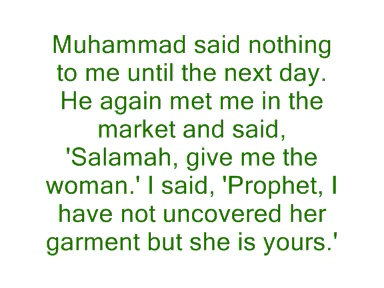 Muhammad said nothing
to me until the next day.
He again met me in the
market and said,
'Salamah, give me the
woman.' I said, 'Prophet, I
have not uncovered her
garment but she is yours.'